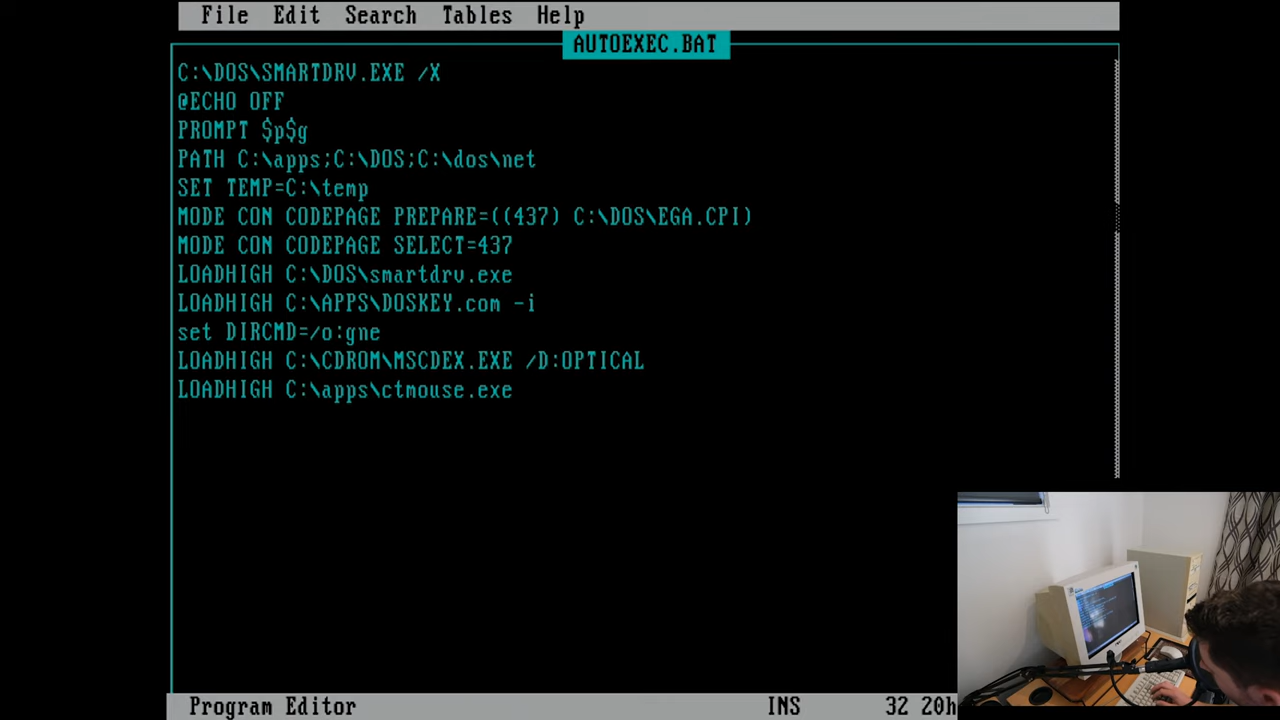 File Edit Search Tables Help
AUTOEXEC.BAT
C:\DOS\SMARTDRV.EXE /X
@ECHO OFF
PROMPT $p$g
PATH C:\apps;C:\DOS;C:\dos\net
SET TEMP=C:\temp
MODE CON CODEPAGE PREPARE=((437) C:\DOS\EGA.CPI)
MODE CON CODEPAGE SELECT=437
LOADHIGH C:\DOS\smartdrv.exe
LOADHIGH C:\APPS\DOSKEY.com -i
set DIRCMD=/o:gne
LOADHIGH C:\CDROM\MSCDEX.EXE /D:OPTICAL
LOADHIGH C:\apps\ctmouse.exe
Program Editor INS 32 20h